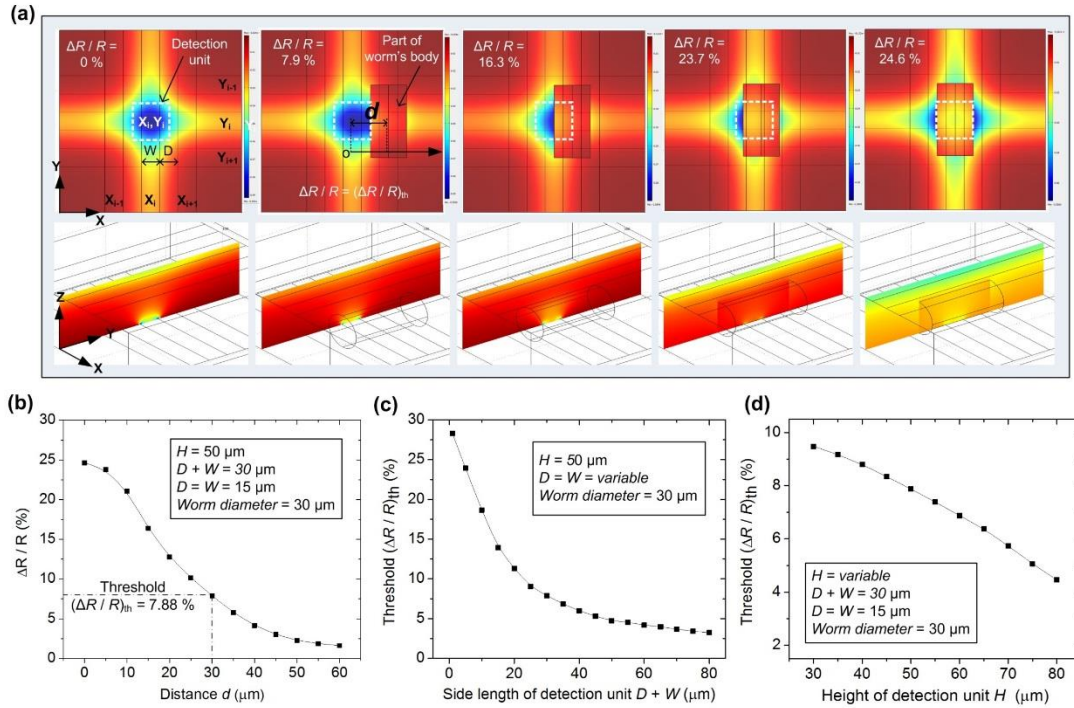 (a)
ΔR / R =
0 %
Detection
unit
Yi-1
Xi,Yi
Yi
W D
Yi+1
Y
Xi-1 Xi Xi+1
X
ΔR / R =
7.9 %
Part of
worm's body
d
o
ΔR / R = (ΔR / R)th
ΔR / R =
16.3 %
ΔR / R =
23.7 %
ΔR / R =
24.6 %
Z
Y
X
(b)
30
25
20
15
10
5
0
ΔR / R (%)
H = 50 μm
D + W = 30 μm
D = W = 15 μm
Worm diameter = 30 μm
Threshold
(ΔR / R)th = 7.88 %
0 10 20 30 40 50 60
Distance d (μm)
(c)
30
25
20
15
10
5
0
Threshold (ΔR / R)th (%)
H = 50 μm
D = W = variable
Worm diameter = 30 μm
0 10 20 30 40 50 60 70 80
Side length of detection unit D + W (μm)
(d)
10
8
6
4
2
Threshold (ΔR / R)th (%)
H = variable
D + W = 30 μm
D = W = 15 μm
Worm diameter = 30 μm
30 40 50 60 70 80
Height of detection unit H (μm)